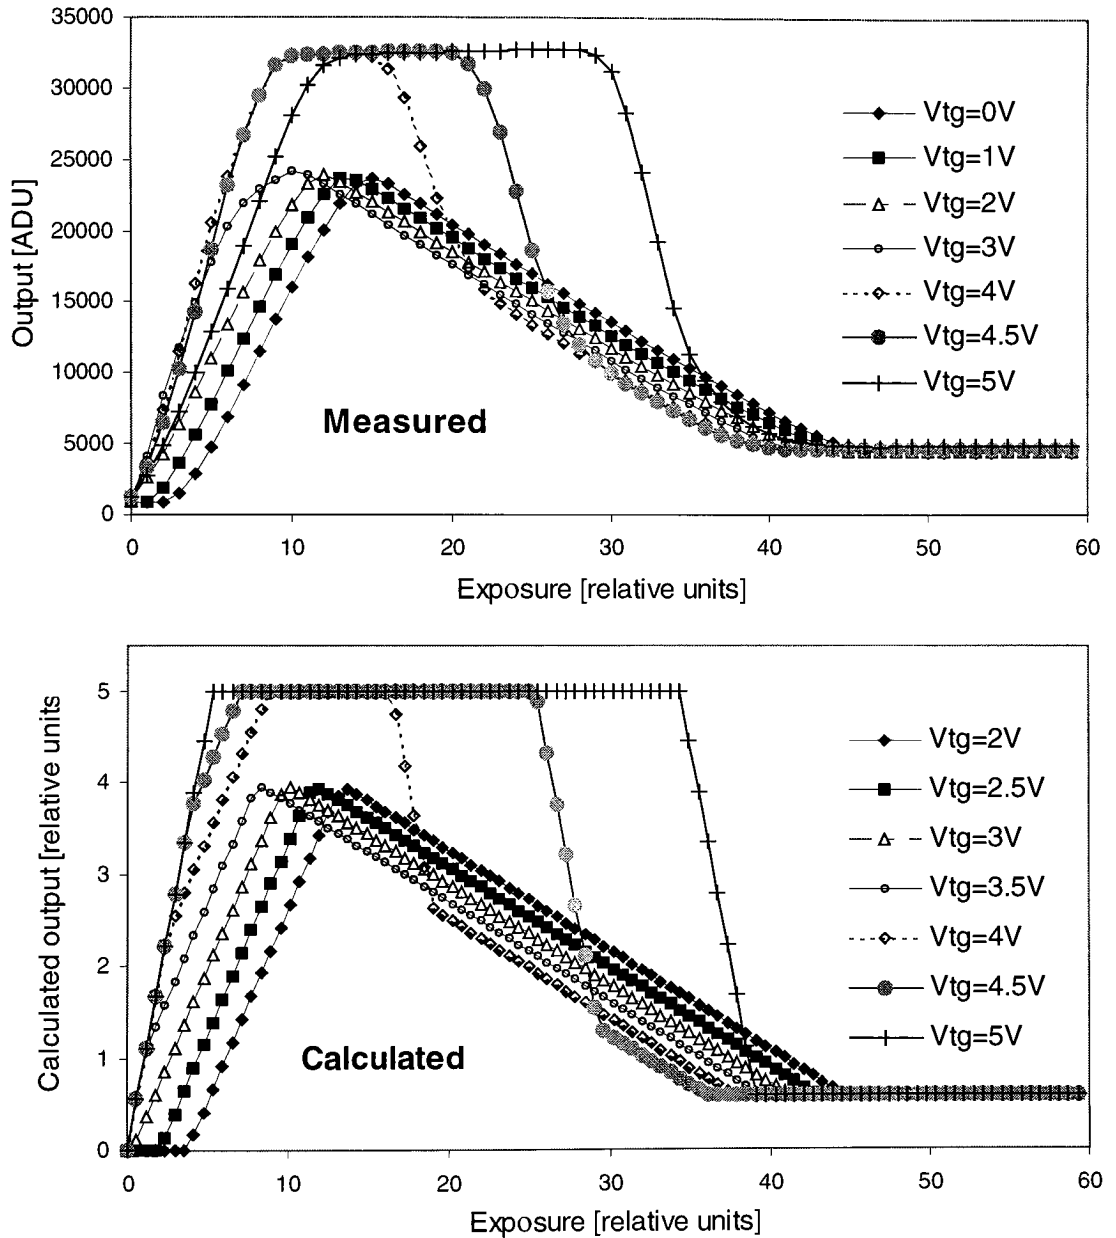 35000
30000
25000
20000
15000
10000
5000
0
Output [ADU]
Vtg=0V
Vtg=1V
Vtg=2V
Vtg=3V
Vtg=4V
Vtg=4.5V
Vtg=5V
Measured
0 10 20 30 40 50 60
Exposure [relative units]
5
4
3
2
1
0
Calculated output [relative units
Vtg=2V
Vtg=2.5V
Vtg=3V
Vtg=3.5V
Vtg=4V
Vtg=4.5V
Vtg=5V
Calculated
0 10 20 30 40 50 60
Exposure [relative units]